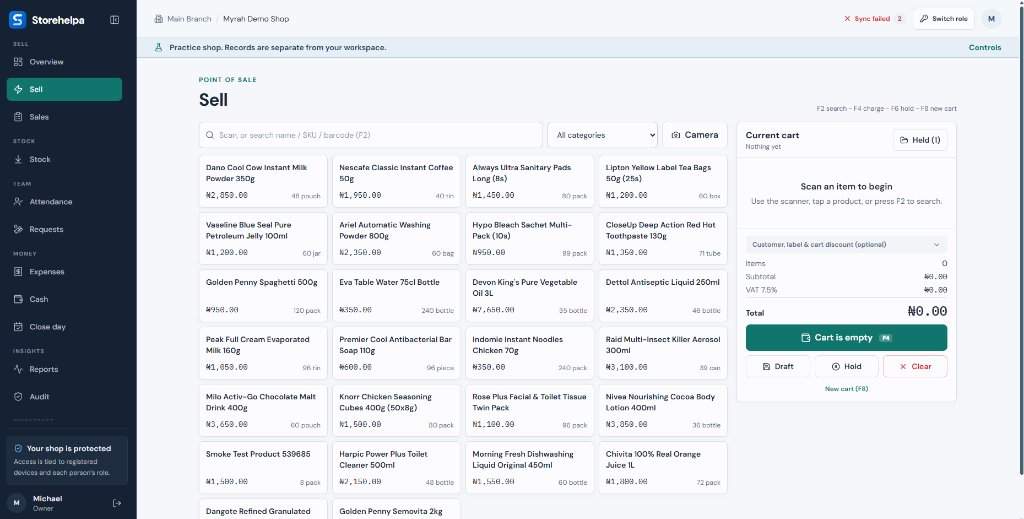 Storehelpa
SELL
Overview
Sell
Sales
STOCK
Stock
TEAM
Attendance
Requests
MONEY
Expenses
Cash
Close day
INSIGHTS
Reports
Audit
Your shop is protected
Access is tied to registered
devices and each person's role.
M
Michael
Owner
Main Branch / Myrah Demo Shop
Sync failed 2
Switch role
M
Practice shop. Records are separate from your workspace.
Controls
POINT OF SALE
Sell
F2 search - F4 charge - F6 hold - F8 new cart
Scan, or search name / SKU / barcode (F2)
All categories
Camera
Dano Cool Cow Instant Milk
Powder 350g
₦2,850.00 48 pouch
Nescafe Classic Instant Coffee
50g
₦1,950.00 40 tin
Always Ultra Sanitary Pads
Long (8s)
₦1,450.00 80 pack
Lipton Yellow Label Tea Bags
50g (25s)
₦1,200.00 60 box
Vaseline Blue Seal Pure
Petroleum Jelly 100ml
₦1,200.00 60 jar
Ariel Automatic Washing
Powder 800g
₦2,350.00 60 bag
Hypo Bleach Sachet Multi-
Pack (10s)
₦950.00 99 pack
CloseUp Deep Action Red Hot
Toothpaste 130g
₦1,350.00 71 tube
Golden Penny Spaghetti 500g
₦950.00 120 pack
Eva Table Water 75cl Bottle
₦350.00 240 bottle
Devon King's Pure Vegetable
Oil 3L
₦7,650.00 35 bottle
Dettol Antiseptic Liquid 250ml
₦2,350.00 46 bottle
Peak Full Cream Evaporated
Milk 160g
₦1,050.00 96 tin
Premier Cool Antibacterial Bar
Soap 110g
₦600.00 96 piece
Indomie Instant Noodles
Chicken 70g
₦350.00 240 pack
Raid Multi-Insect Killer Aerosol
300ml
₦3,100.00 39 can
Milo Activ-Go Chocolate Malt
Drink 400g
₦3,650.00 60 pouch
Knorr Chicken Seasoning
Cubes 400g (50x8g)
₦1,500.00 80 pack
Rose Plus Facial & Toilet Tissue
Twin Pack
₦1,100.00 96 pack
Nivea Nourishing Cocoa Body
Lotion 400ml
₦3,850.00 36 bottle
Smoke Test Product 539685
₦1,500.00 8 pack
Harpic Power Plus Toilet
Cleaner 500ml
₦2,150.00 48 bottle
Morning Fresh Dishwashing
Liquid Original 450ml
₦1,550.00 60 bottle
Chivita 100% Real Orange
Juice 1L
₦1,800.00 72 pack
Dangote Refined Granulated
Golden Penny Semovita 2kg
Current cart
Nothing yet
Held (1)
Scan an item to begin
Use the scanner, tap a product, or press F2 to search.
Customer, label & cart discount (optional)
Items 0
Subtotal ₦0.00
VAT 7.5% ₦0.00
Total ₦0.00
Cart is empty F4
Draft
Hold
Clear
New cart (F8)